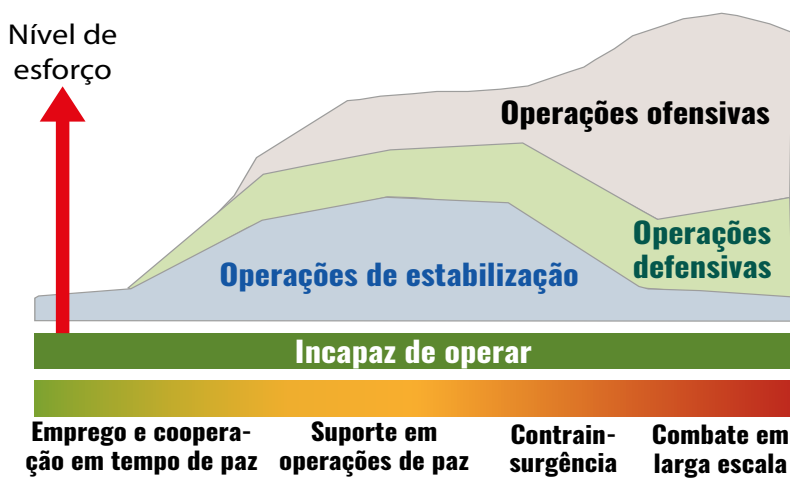 Nível de
esforço
Operações ofensivas
Operações
defensivas
Operações de estabilização
Incapaz de operar
Emprego e coopera-
ção em tempo de paz
Suporte em
operações de paz
Contrain-
surgência
Combate em
larga escala